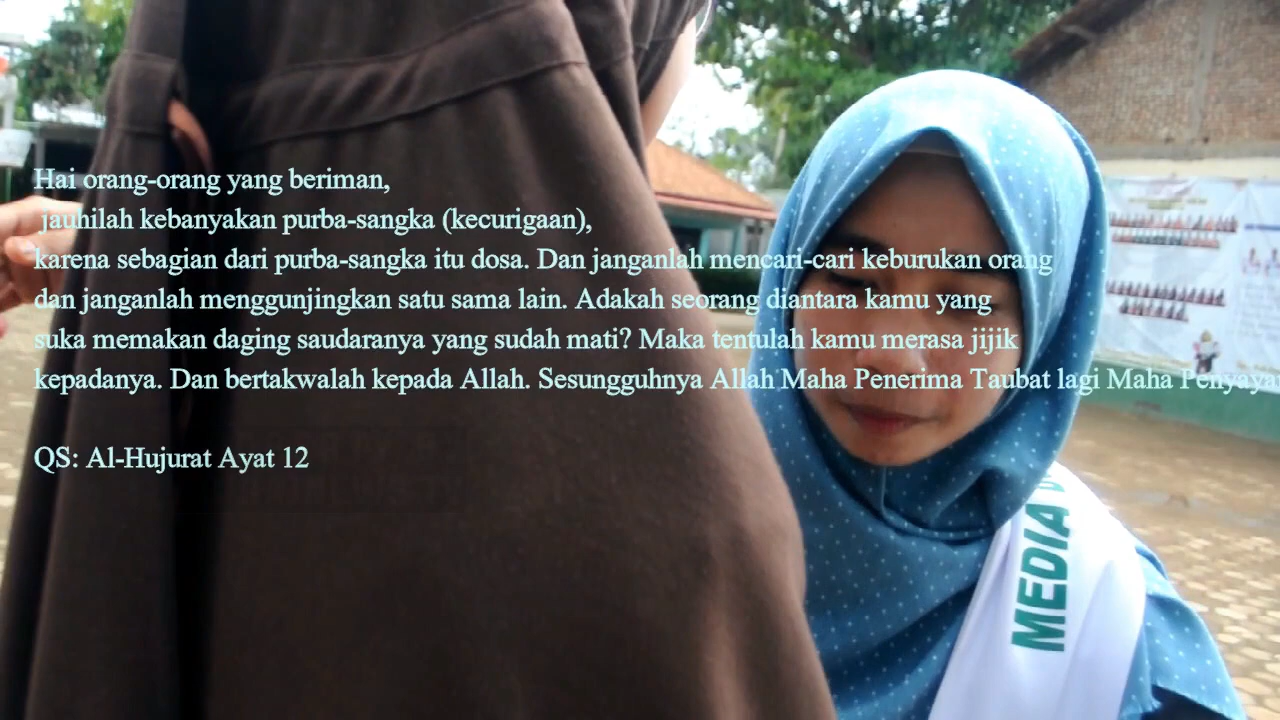 Hai orang-orang yang beriman,
jauhilah kebanyakan purba-sangka (kecurigaan),
karena sebagian dari purba-sangka itu dosa. Dan janganlah mencari-cari keburukan orang
dan janganlah menggunjingkan satu sama lain. Adakah seorang diantara kamu yang
suka memakan daging saudaranya yang sudah mati? Maka tentulah kamu merasa jijik
kepadanya. Dan bertakwalah kepada Allah. Sesungguhnya Allah Maha Penerima Taubat lagi Maha
QS: Al-Hujurat Ayat 12
MEDIA